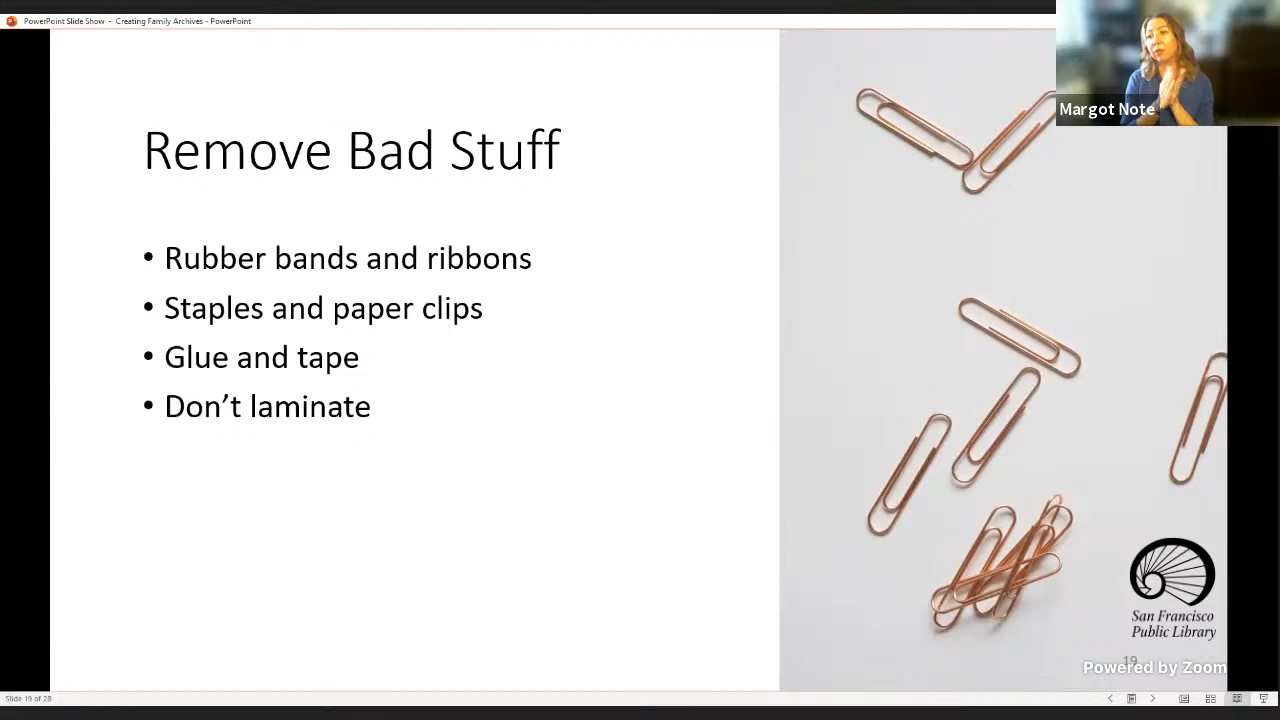 PowerPoint Slide Show - Creating Family Archives - PowerPoint
Margot Note
Remove Bad Stuff
• Rubber bands and ribbons
• Staples and paper clips
• Glue and tape
• Don’t laminate
San Francisco
Public Library
19
Powered by Zoom
Slide 19 of 28